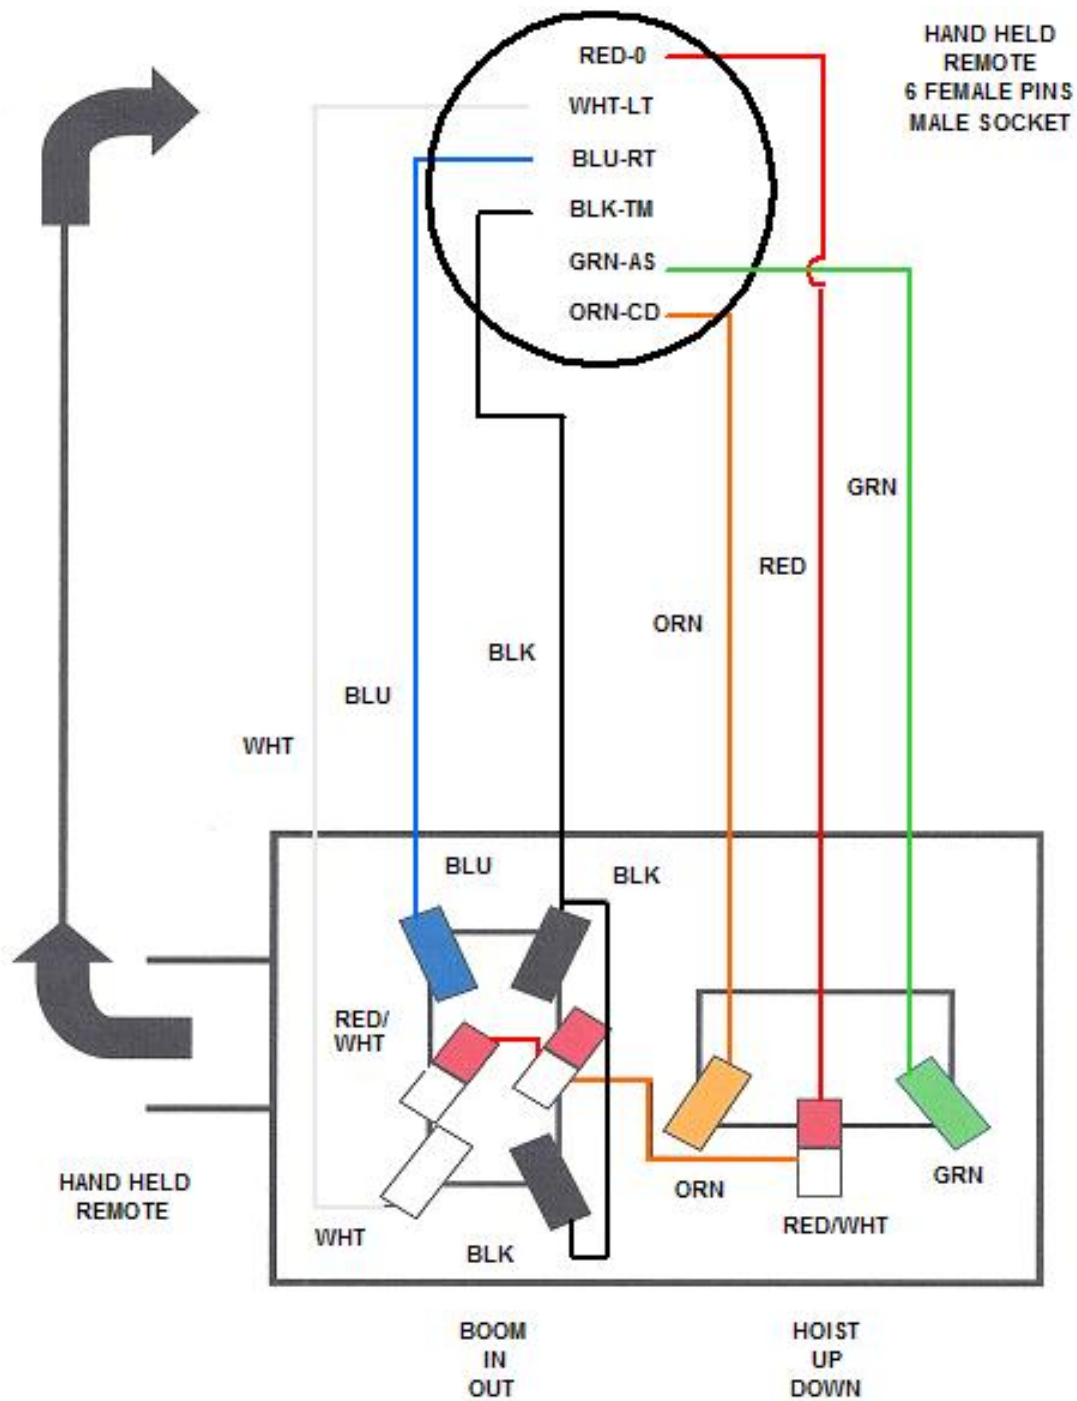 HAND HELD
REMOTE
6 FEMALE PINS
MALE SOCKET
RED-0
WHT-LT
BLU-RT
BLK-TM
GRN-AS
ORN-CD
GRN
RED
ORN
BLK
BLU
WHT
BLU
BLK
RED/
WHT
HAND HELD
REMOTE
ORN
GRN
RED/WHT
WHT
BLK
BOOM
IN
OUT
HOIST
UP
DOWN